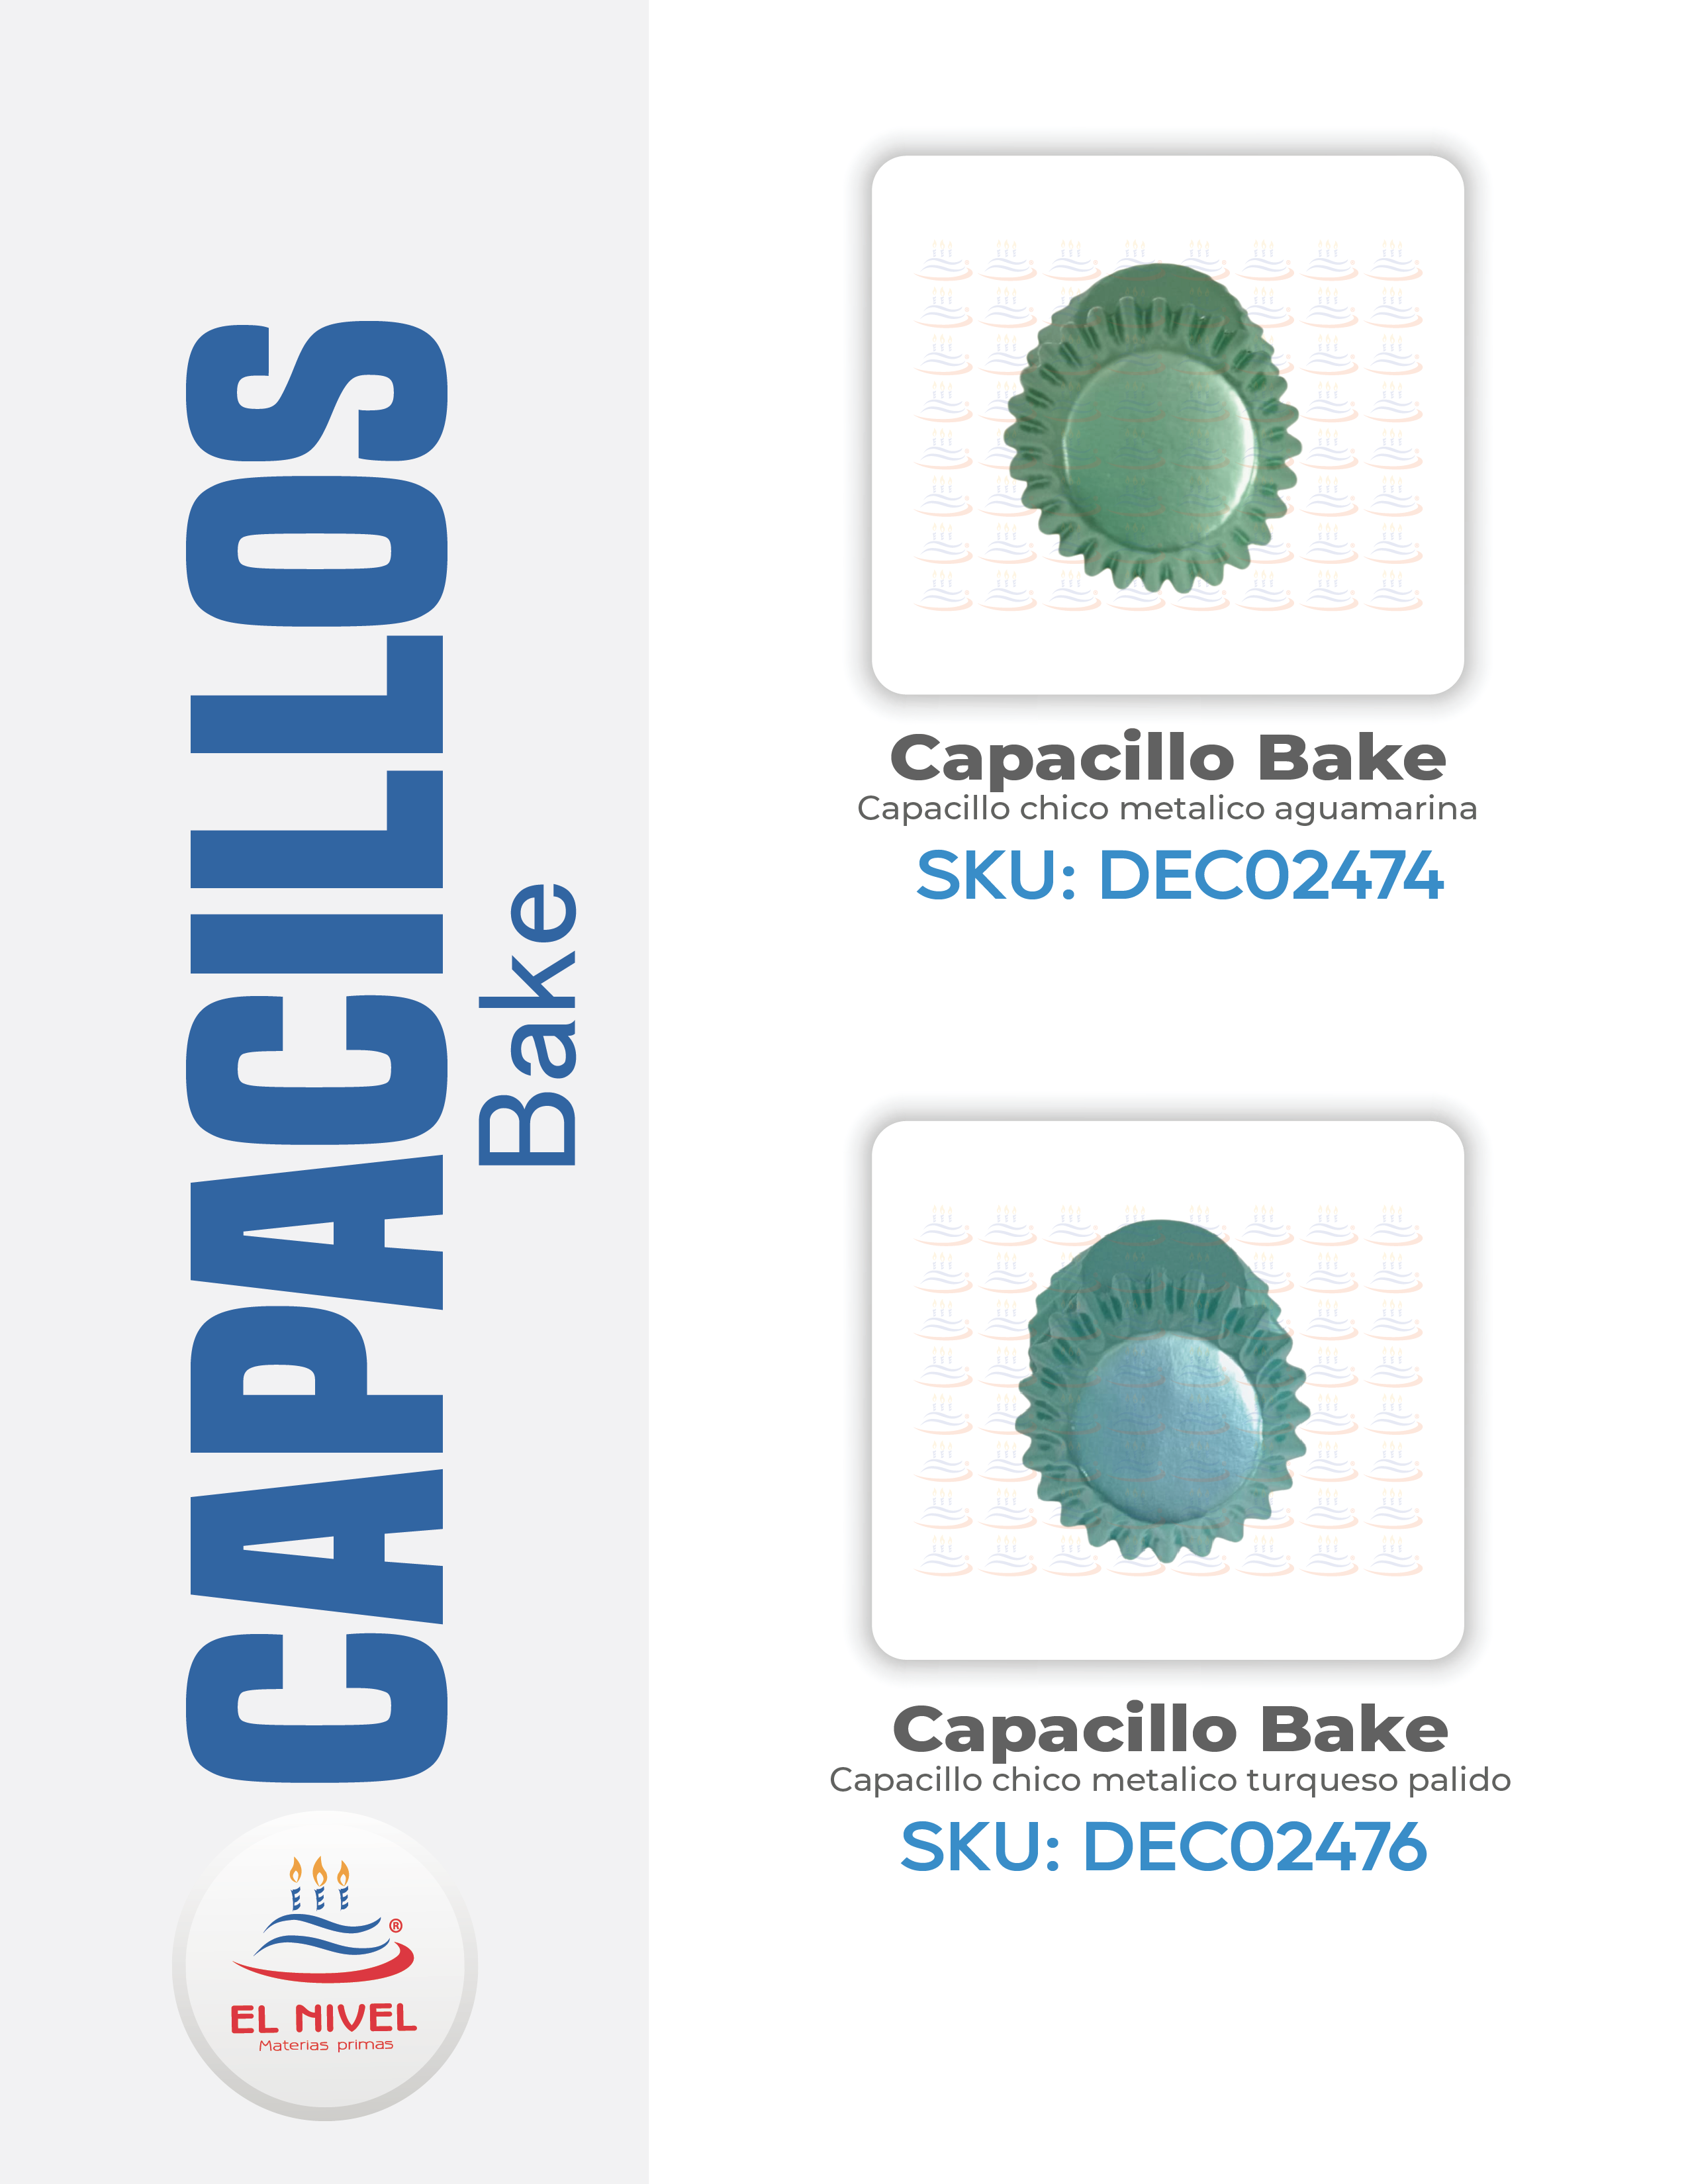 CAPACILLOS
Bake
EL NIVEL
Materias primas
®
Capacillo Bake
Capacillo chico metalico aguamarina
SKU: DEC02474
Capacillo Bake
Capacillo chico metalico turqueso palido
SKU: DEC02476